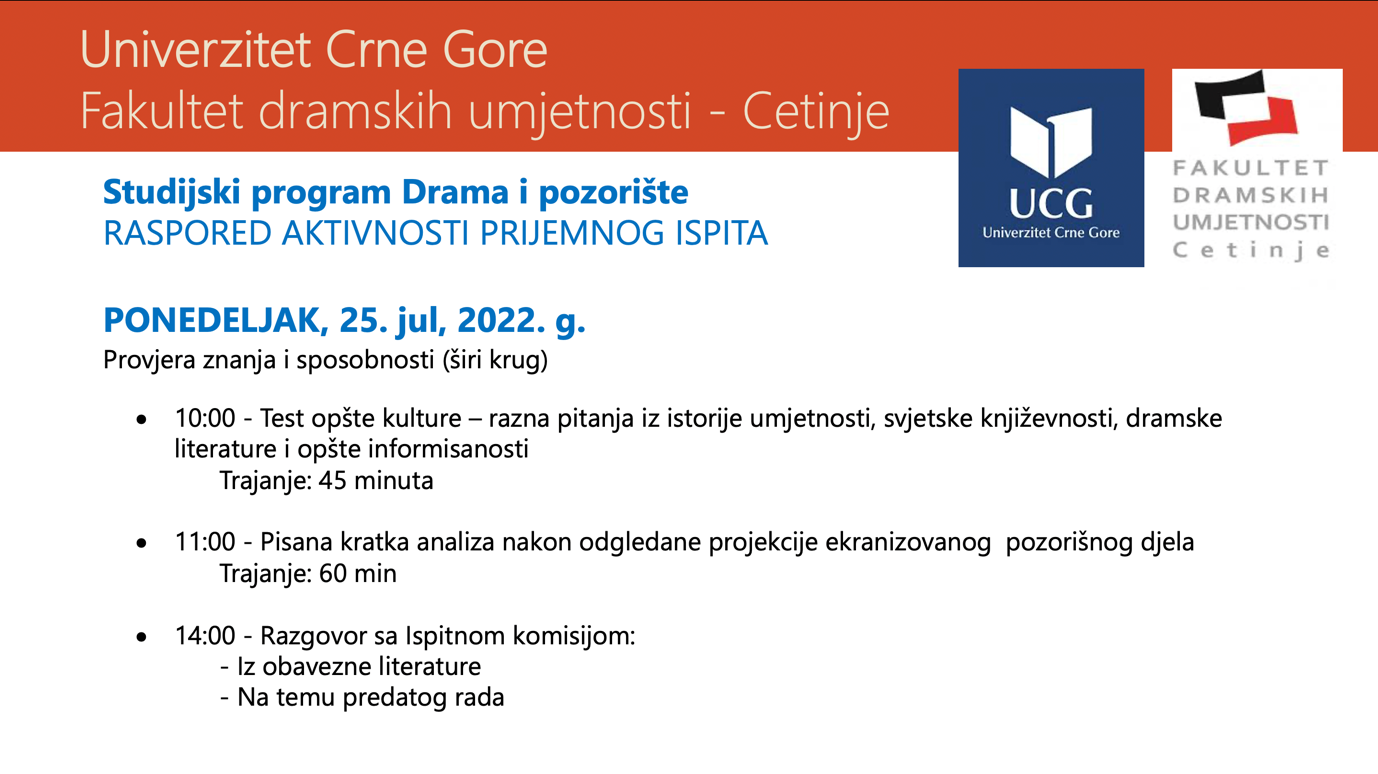 Univerzitet Crne Gore
Fakultet dramskih umjetnosti - Cetinje
UCG
Univerzitet Crne Gore
FAKULTET
DRAMSKIH
UMJETNOSTI
Cetinje
Studijski program Drama i pozorište
RASPORED AKTIVNOSTI PRIJEMNOG ISPITA
PONEDELJAK, 25. jul, 2022. g.
Provjera znanja i sposobnosti (širi krug)
• 10:00 - Test opšte kulture – razna pitanja iz istorije umjetnosti, svjetske književnosti, dramske
literature i opšte informisanosti
Trajanje: 45 minuta
• 11:00 - Pisana kratka analiza nakon odgledane projekcije ekranizovanog pozorišnog djela
Trajanje: 60 min
• 14:00 - Razgovor sa Ispitnom komisijom:
- Iz obavezne literature
- Na temu predatog rada